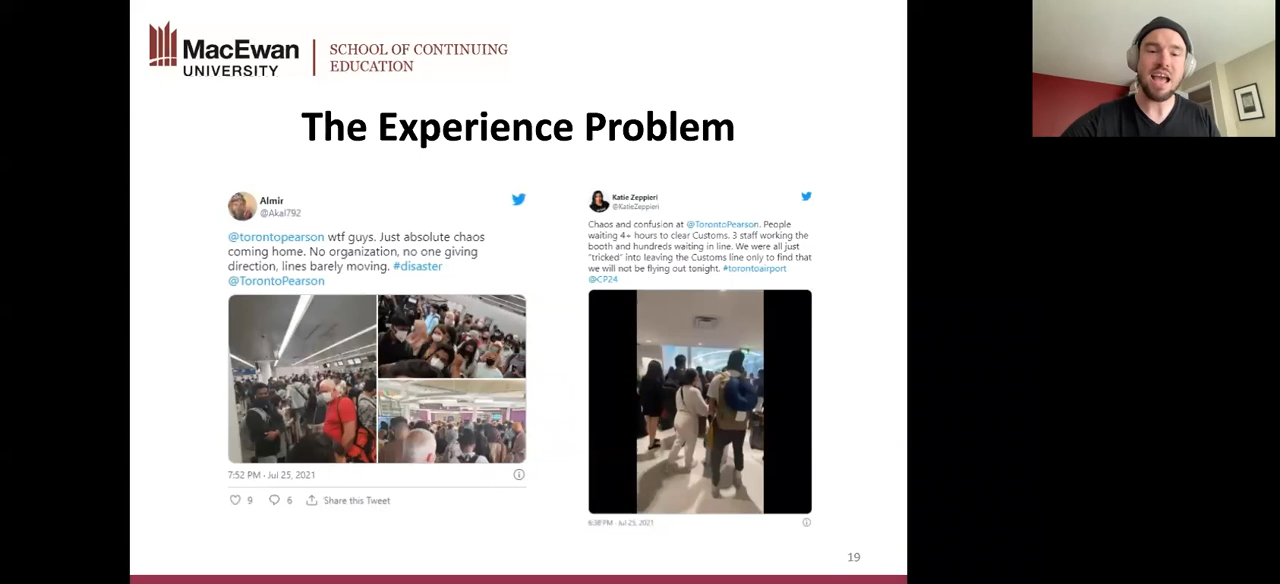 MacEwan
UNIVERSITY
SCHOOL OF CONTINUING
EDUCATION
The Experience Problem
Almir
@Akal792
@torontopearson wtf guys. Just absolute chaos
coming home. No organization, no one giving
direction, lines barely moving. #disaster
@TorontoPearson
7:52 PM · Jul 25, 2021
9
6
Share this Tweet
Katie Zeppieri
@KatieZeppieri
Chaos and confusion at @TorontoPearson. People
waiting 4+ hours to clear Customs. 3 staff working the
booth and hundreds waiting in line. We were all just
"tricked" into leaving the Customs line only to find that
we will not be flying out tonight. #torontoairport
@CP24
6:38 PM · Jul 25, 2021
19